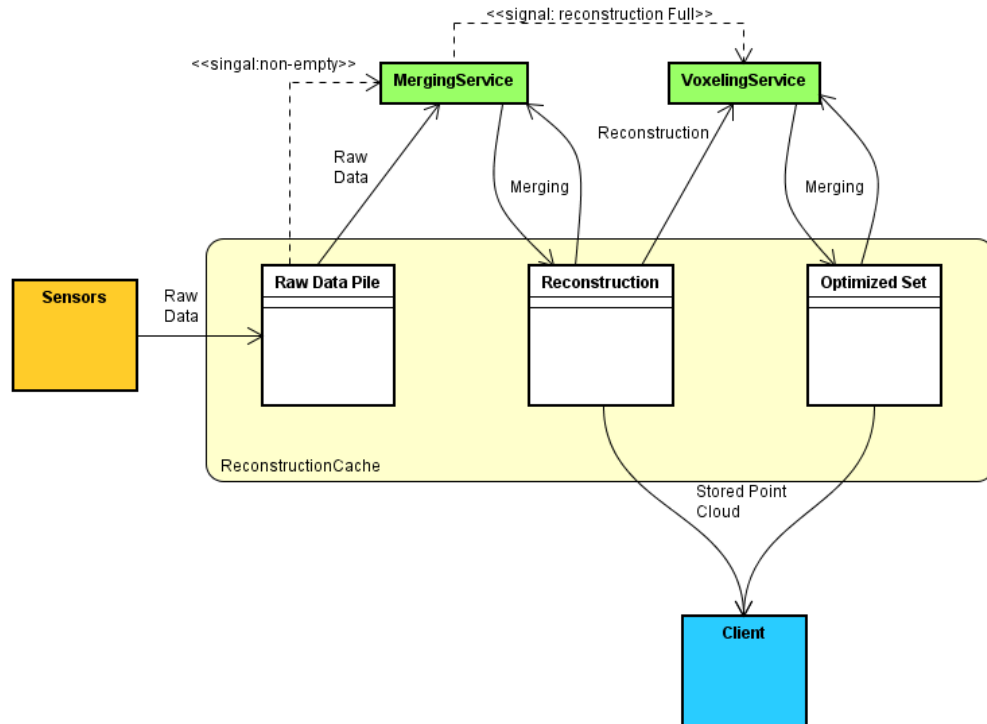 <<signal: reconstruction Full>>
<<singal:non-empty>>
MergingService
VoxelingService
Raw
Data
Merging
Reconstruction
Merging
Sensors
Raw
Data
Raw Data Pile
Reconstruction
Optimized Set
ReconstructionCache
Stored Point
Cloud
Client